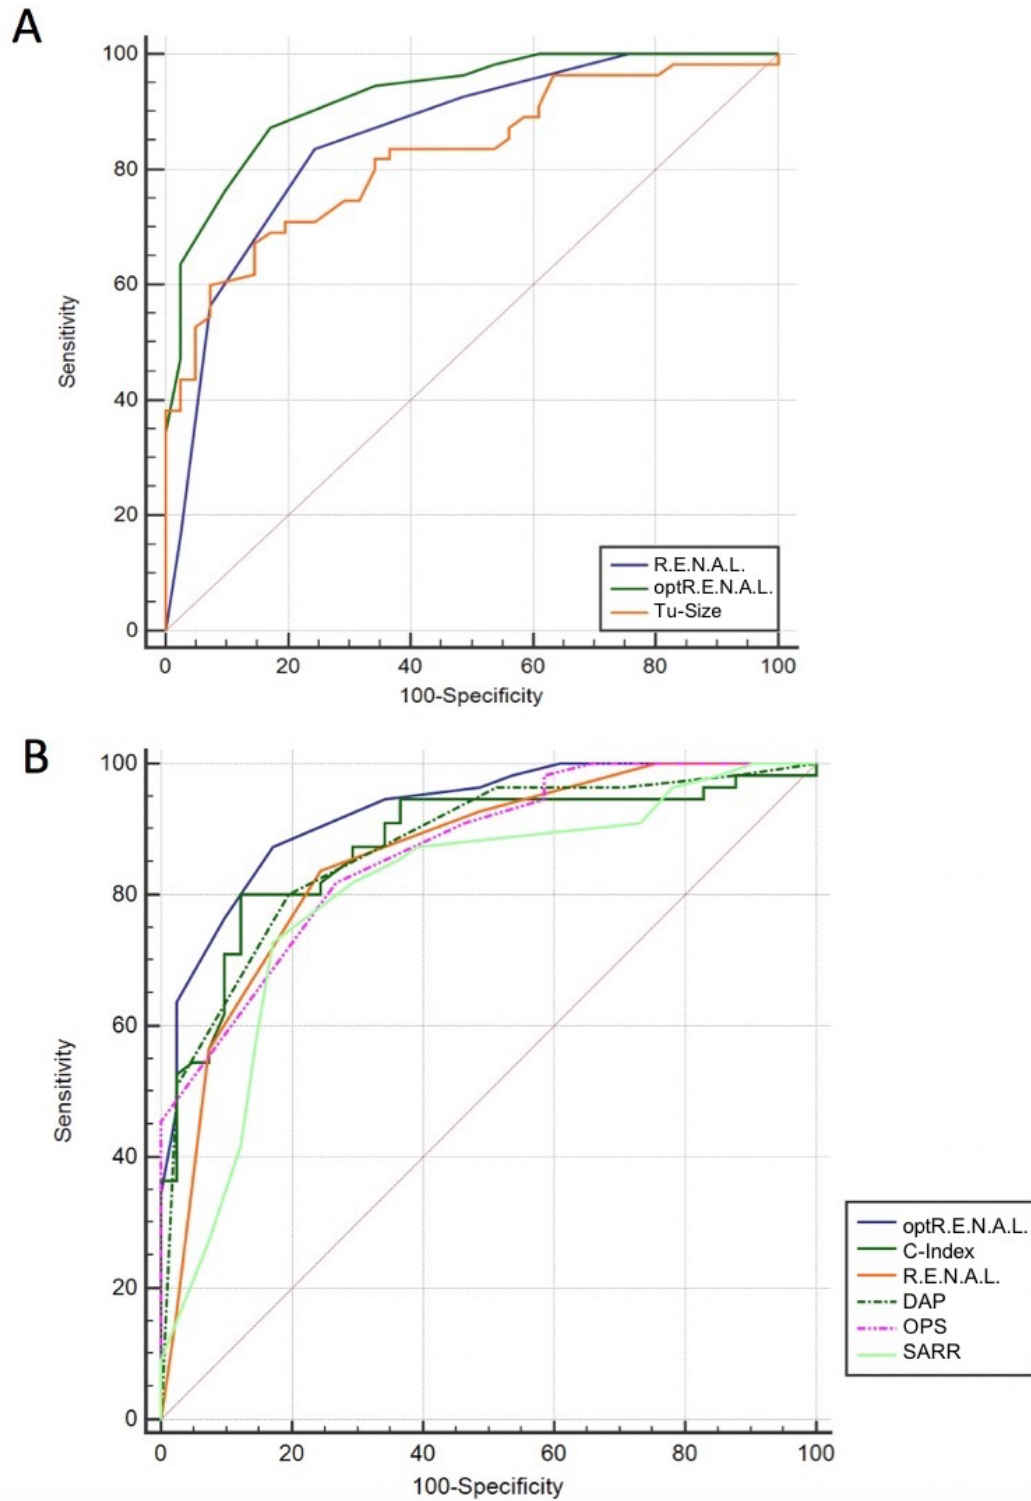 A
100
80
60
40
20
0
Sensitivity
0 20 40 60 80 100
100-Specificity
R.E.N.A.L.
optR.E.N.A.L.
Tu-Size
B
100
80
60
40
20
0
Sensitivity
0 20 40 60 80 100
100-Specificity
optR.E.N.A.L.
C-Index
R.E.N.A.L.
DAP
OPS
SARR